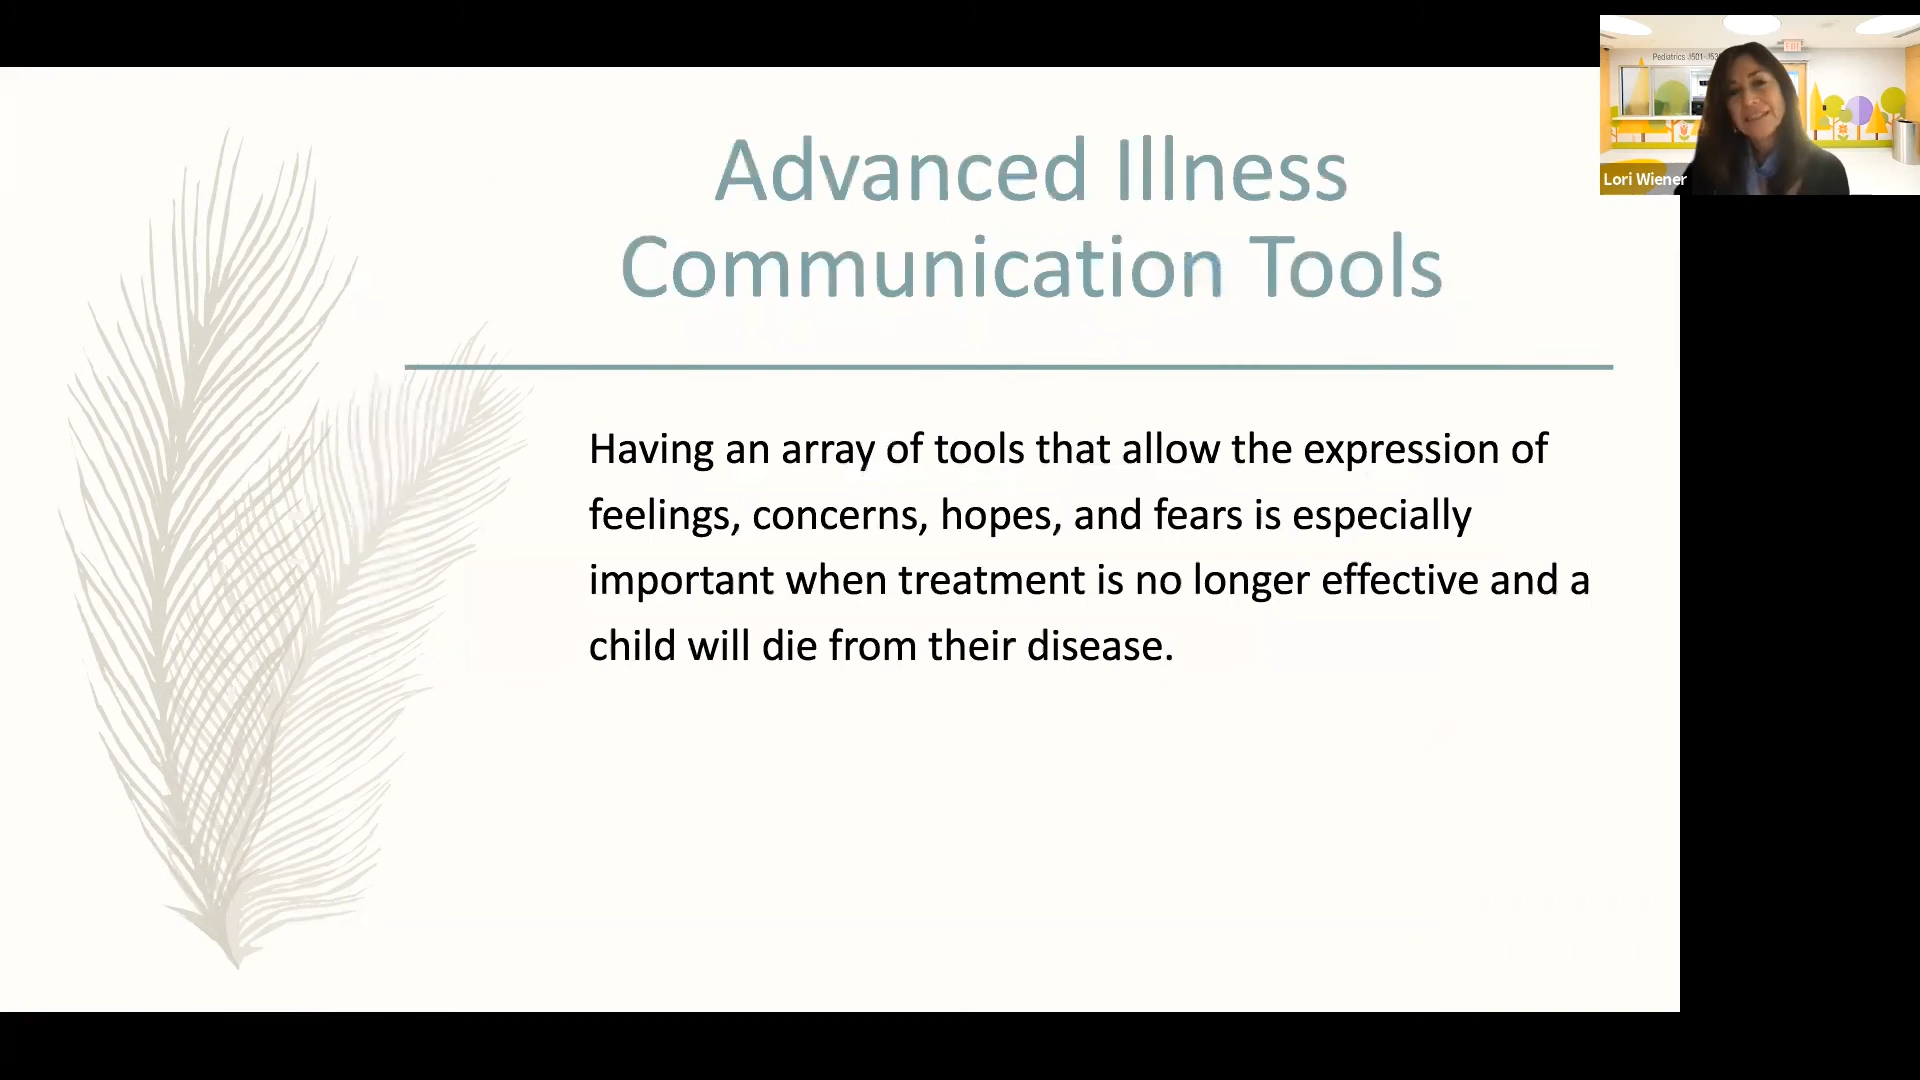 Advanced Illness
Communication Tools
Having an array of tools that allow the expression of
feelings, concerns, hopes, and fears is especially
important when treatment is no longer effective and a
child will die from their disease.
EXIT
Lori Wiener